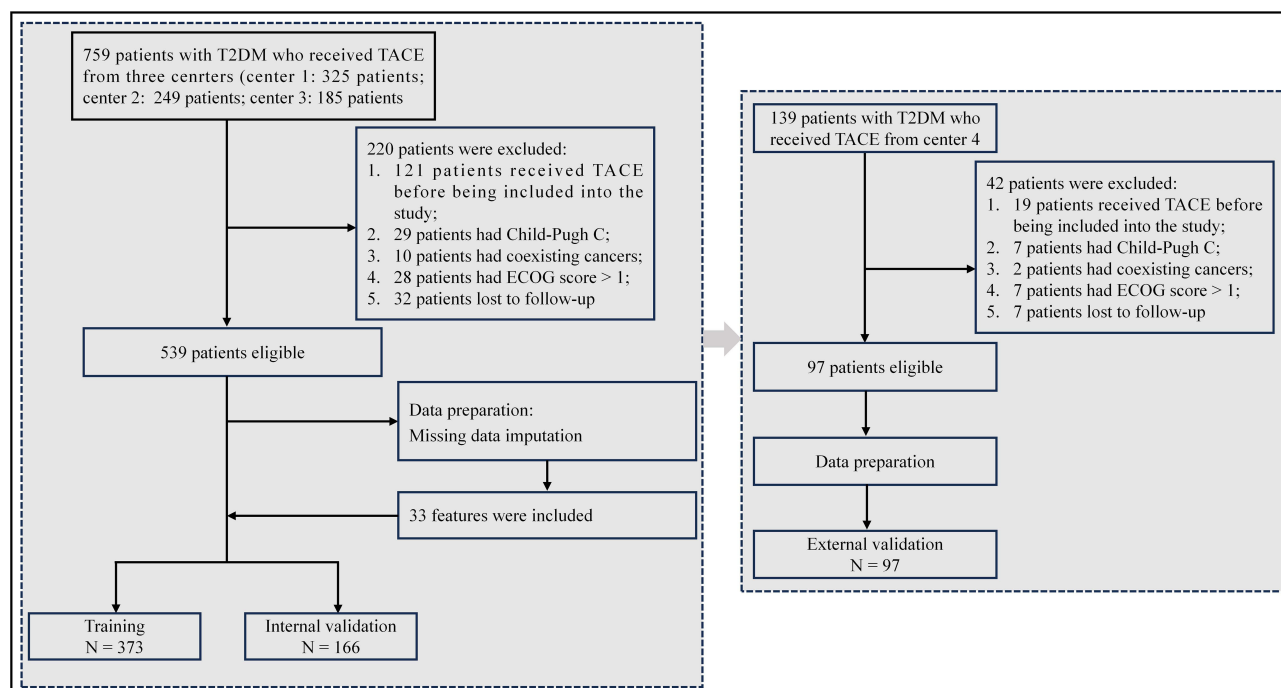 759 patients with T2DM who received TACE
from three cenrters (center 1: 325 patients;
center 2: 249 patients; center 3: 185 patients
220 patients were excluded:
1. 121 patients received TACE
before being included into the
study;
2. 29 patients had Child-Pugh C;
3. 10 patients had coexisting cancers;
4. 28 patients had ECOG score > 1;
5. 32 patients lost to follow-up
539 patients eligible
Data preparation:
Missing data imputation
33 features were included
Training
N = 373
Internal validation
N = 166
139 patients with T2DM who
received TACE from center 4
42 patients were excluded:
1. 19 patients received TACE before
being included into the study;
2. 7 patients had Child-Pugh C;
3. 2 patients had coexisting cancers;
4. 7 patients had ECOG score > 1;
5. 7 patients lost to follow-up
97 patients eligible
Data preparation
External validation
N = 97